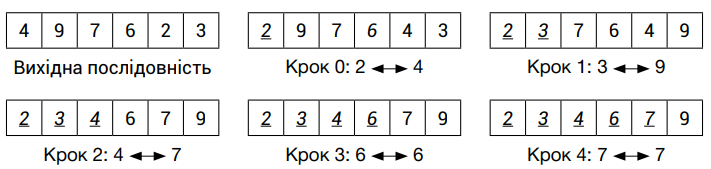 4 9 7 6 2 3
Вихідна послідовність
2 9 7 6 4 3
Крок 0: 2 ◄─► 4
2 3 7 6 4 9
Крок 1: 3 ◄─► 9
2 3 4 6 7 9
Крок 2: 4 ◄─► 7
2 3 4 6 7 9
Крок 3: 6 ◄─► 6
2 3 4 6 7 9
Крок 4: 7 ◄─► 7